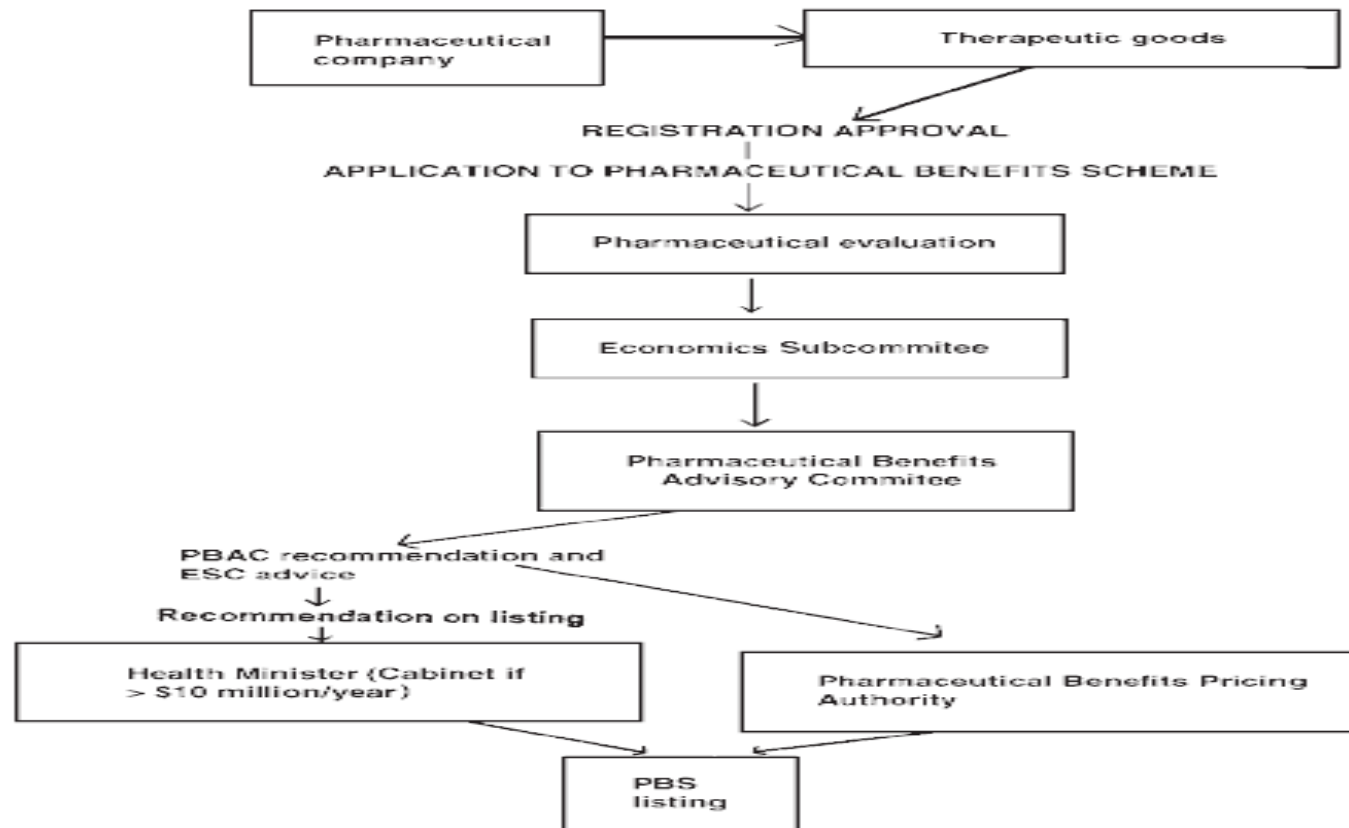 Pharmaceutical
company
Therapeutic goods
REGISTRATION APPROVAL
APPLICATION TO PHARMACEUTICAL BENEFITS SCHEME
Pharmaceutical evaluation
Economics Subcommitee
Pharmaceutical Benefits
Advisory Commitee
PBAC recommendation and
ESC advice
Recommendation on listing
Health Minister (Cabinet if
> $10 million/year)
Pharmaceutical Benefits Pricing
Authority
PBS
listing